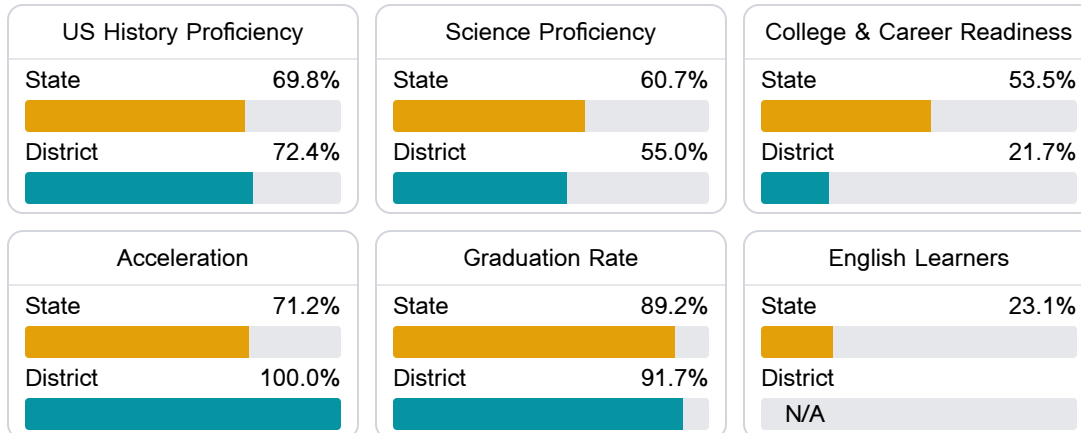 US History Proficiency
State 69.8%
District 72.4%
Science Proficiency
State 60.7%
District 55.0%
College & Career Readiness
State 53.5%
District 21.7%
Acceleration
State 71.2%
District 100.0%
Graduation Rate
State 89.2%
District 91.7%
English Learners
State 23.1%
District
N/A